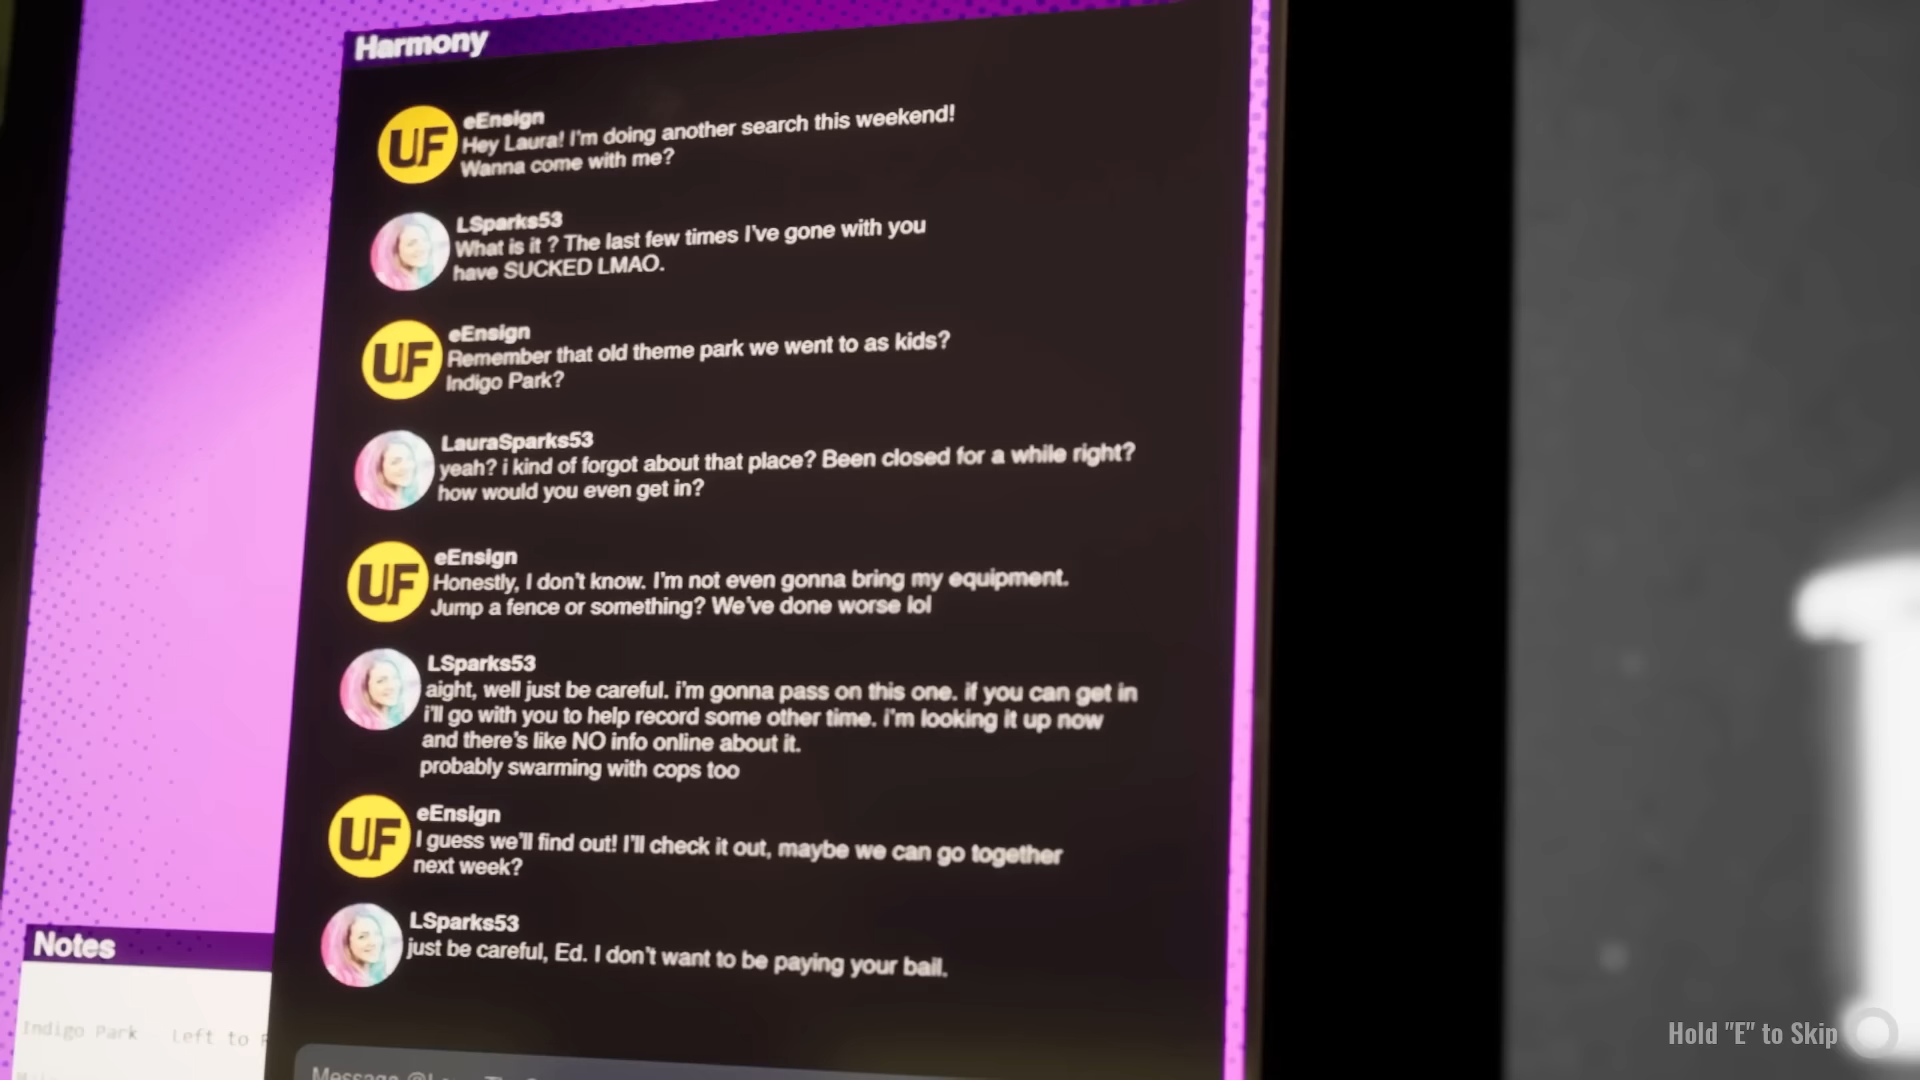 Harmony
UF
eEnsign
Hey Laura! I'm doing another search this weekend!
Wanna come with me?
LSparks53
What is it ? The last few times I've gone with you
have SUCKED LMAO.
UF
eEnsign
Remember that old theme park we went to as kids?
Indigo Park?
LauraSparks53
yeah? i kind of forgot about that place? Been closed for a while right?
how would you even get in?
UF
eEnsign
Honestly, I don't know. I'm not even gonna bring my equipment.
Jump a fence or something? We've done worse lol
LSparks53
aight, well just be careful. i'm gonna pass on this one. if you can get in
i'll go with you to help record some other time. i'm looking it up now
and there's like NO info online about it.
probably swarming with cops too
UF
eEnsign
I guess we'll find out! I'll check it out, maybe we can go together
next week?
LSparks53
just be careful, Ed. I don't want to be paying your bail.
Notes
Indigo Park - Left to
Message
Hold "E" to Skip